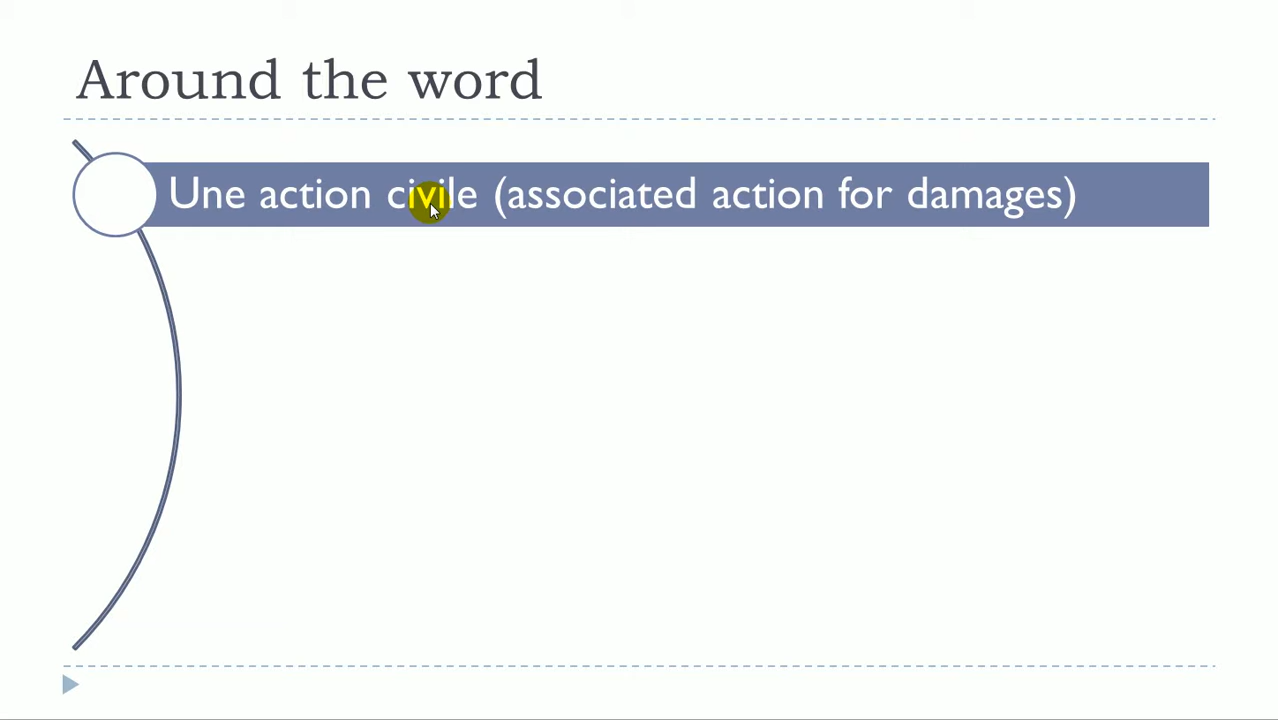 Around the word
Une action civile (associated action for damages)